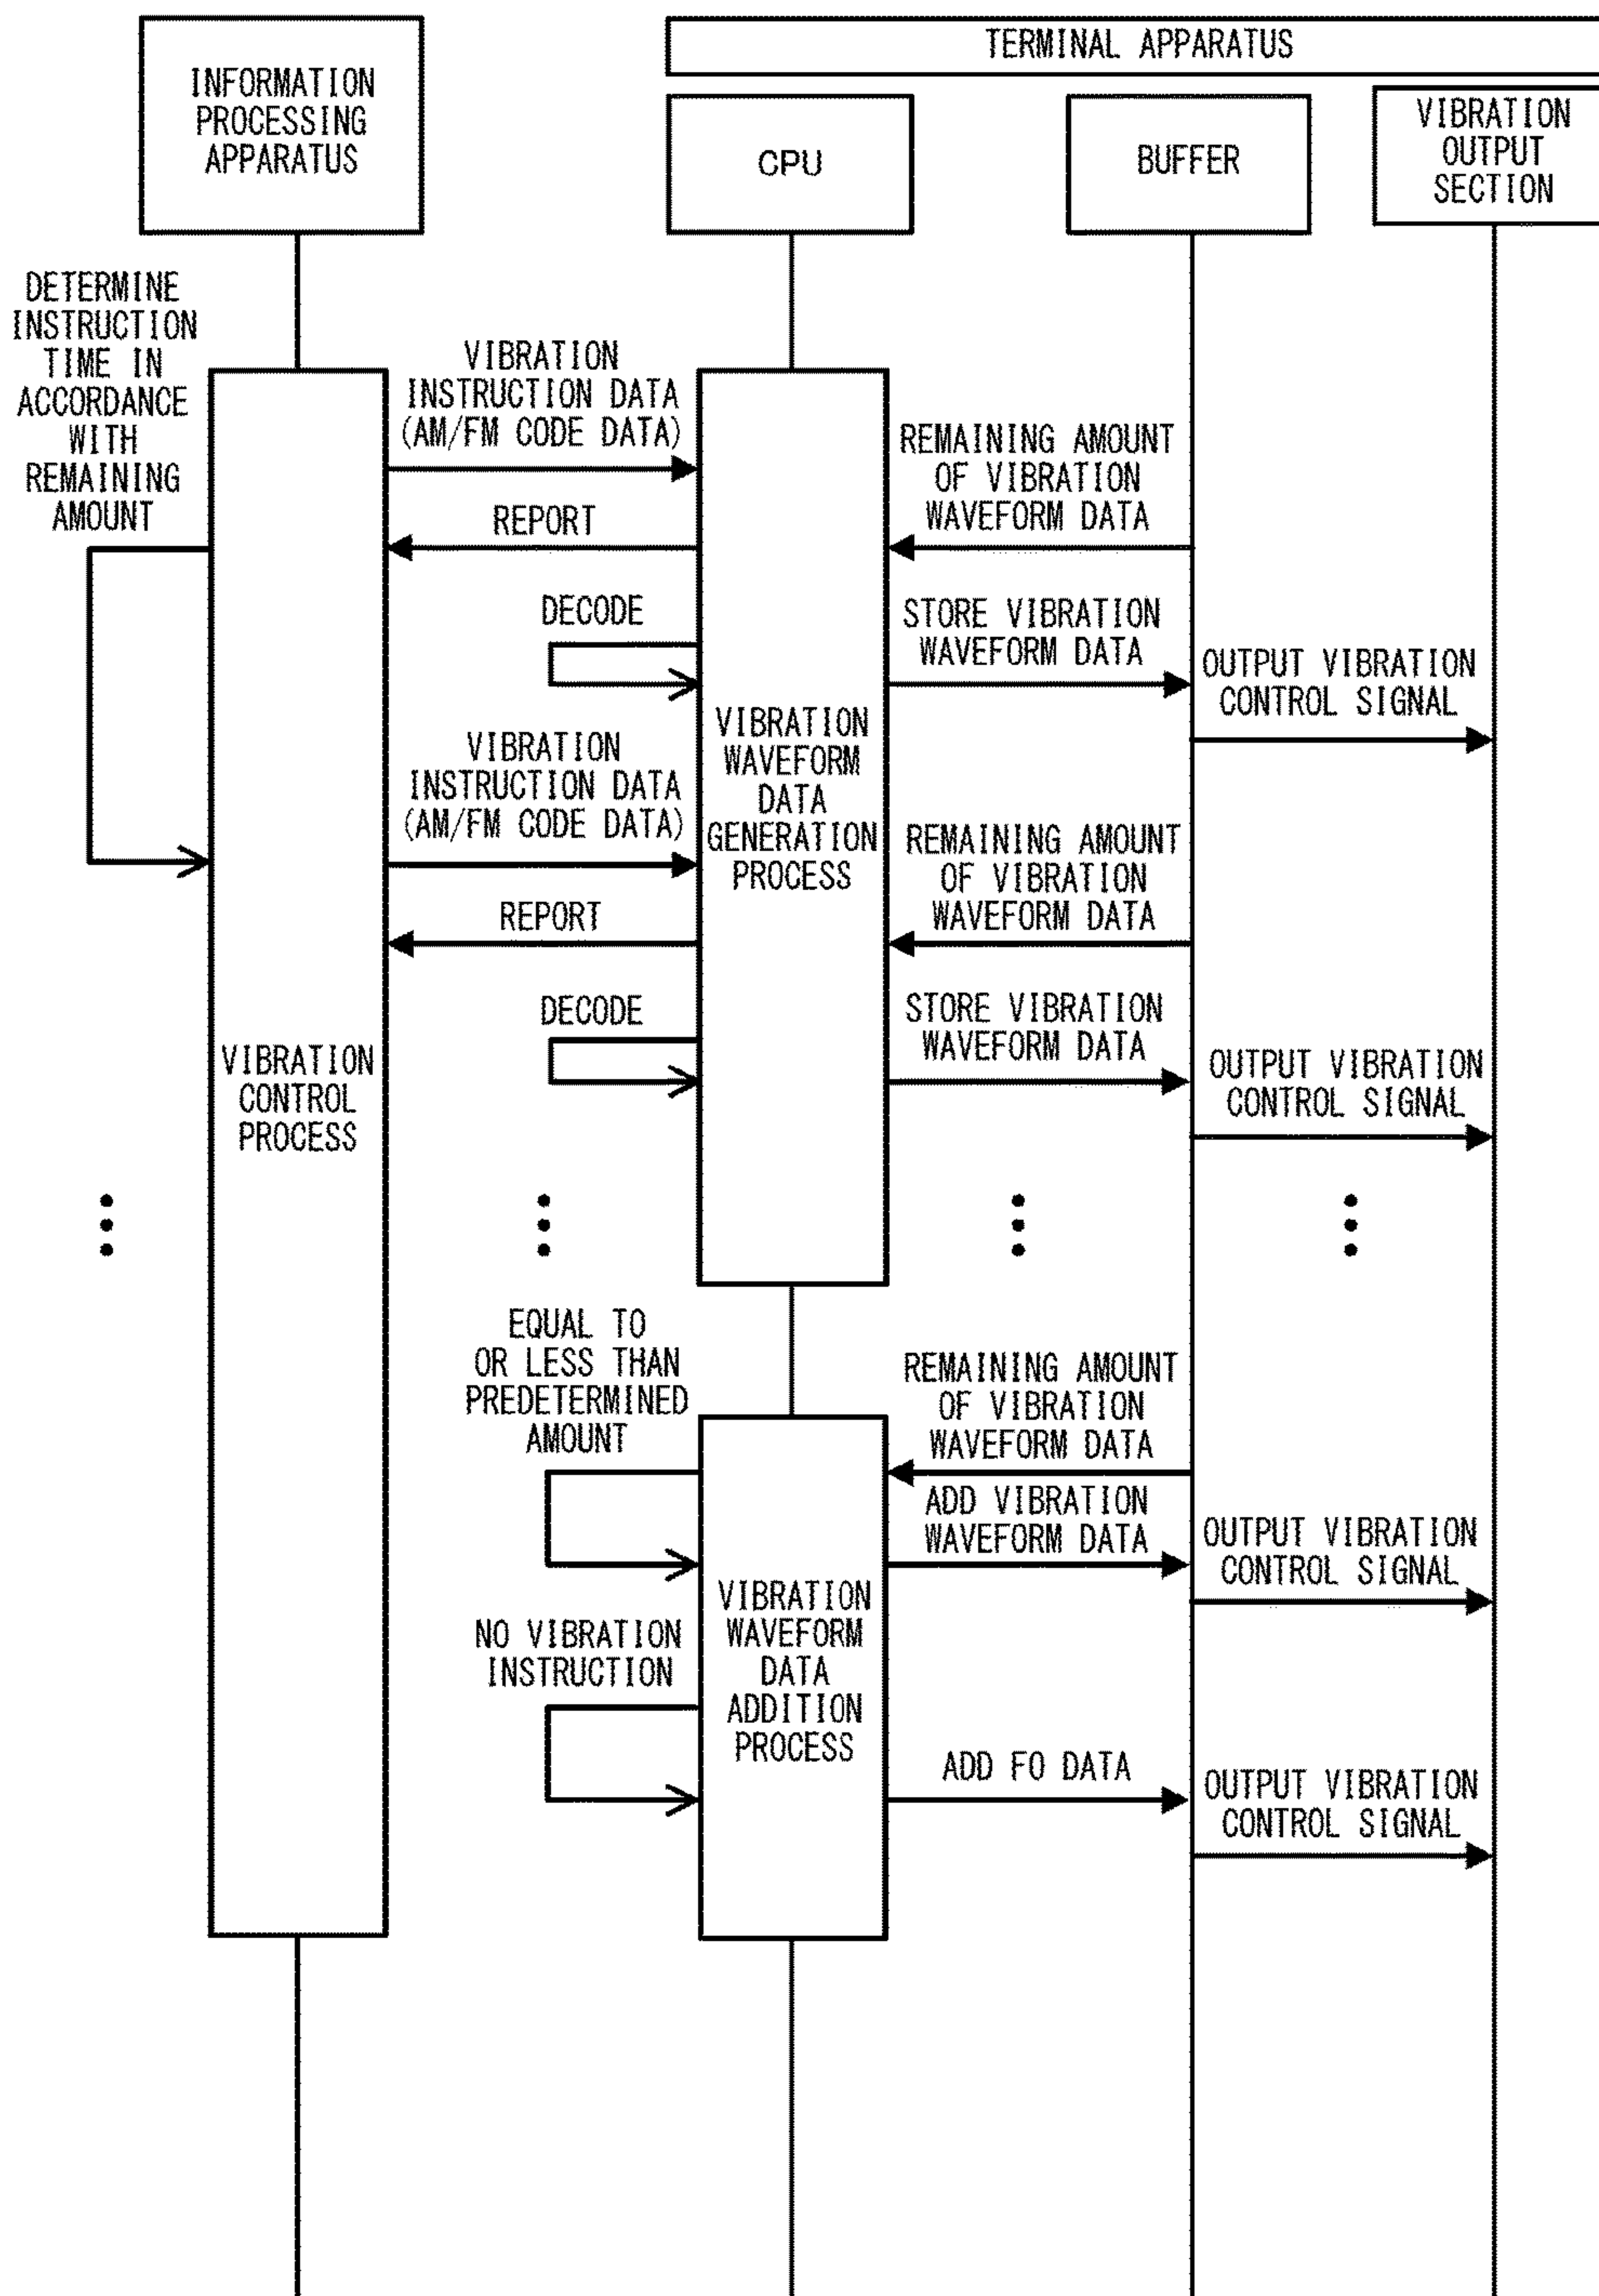 INFORMATION
PROCESSING
APPARATUS
TERMINAL APPARATUS
CPU
BUFFER
VIBRATION
OUTPUT
SECTION
DETERMINE
INSTRUCTION
TIME IN
ACCORDANCE
WITH
REMAINING
AMOUNT
VIBRATION
INSTRUCTION DATA
(AM/FM CODE DATA)
REMAINING AMOUNT
OF VIBRATION
WAVEFORM DATA
REPORT
DECODE
STORE VIBRATION
WAVEFORM DATA
OUTPUT VIBRATION
CONTROL SIGNAL
VIBRATION
WAVEFORM
DATA
GENERATION
PROCESS
VIBRATION
INSTRUCTION DATA
(AM/FM CODE DATA)
REMAINING AMOUNT
OF VIBRATION
WAVEFORM DATA
REPORT
DECODE
STORE VIBRATION
WAVEFORM DATA
OUTPUT VIBRATION
CONTROL SIGNAL
VIBRATION
CONTROL
PROCESS
EQUAL TO
OR LESS THAN
PREDETERMINED
AMOUNT
REMAINING AMOUNT
OF VIBRATION
WAVEFORM DATA
ADD VIBRATION
WAVEFORM DATA
OUTPUT VIBRATION
CONTROL SIGNAL
VIBRATION
WAVEFORM
DATA
ADDITION
PROCESS
NO VIBRATION
INSTRUCTION
ADD FO DATA
OUTPUT VIBRATION
CONTROL SIGNAL